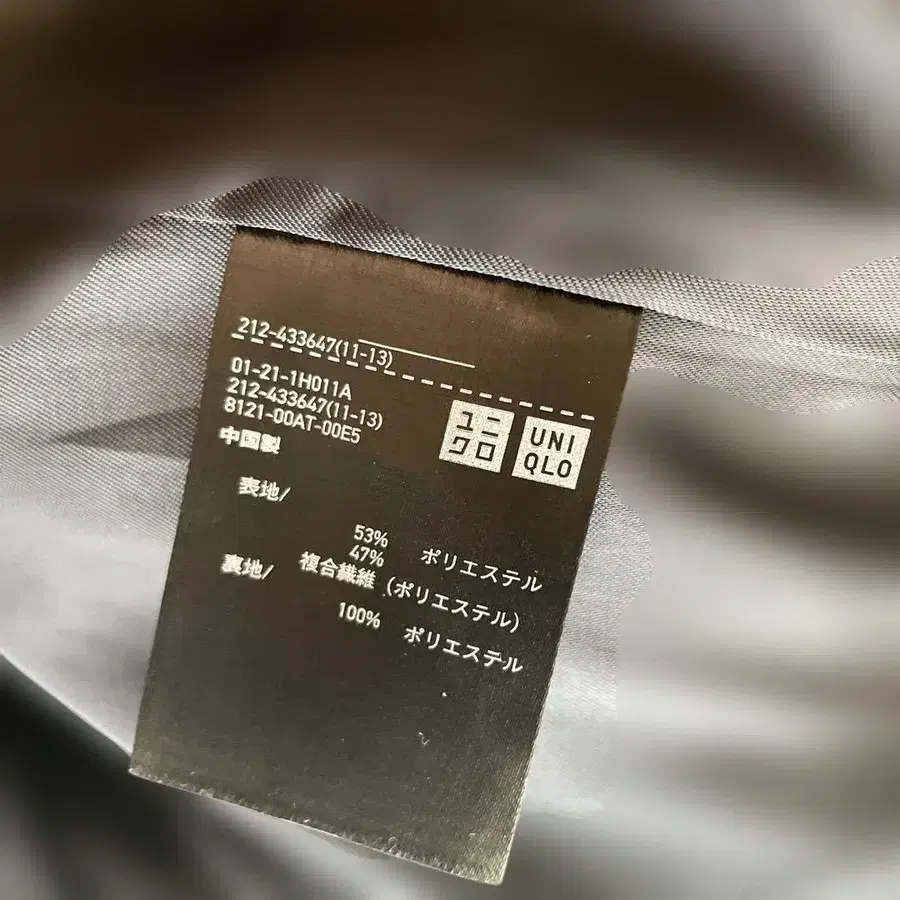 212-433647(11-13)
01-21-1H011A
212-433647(11-13)
8121-00AT-00E5
中国製
ユニ
クロ
UNI
QLO
表地/
53% ポリエステル
47% 複合繊維 (ポリエステル)
裏地/
100% ポリエステル